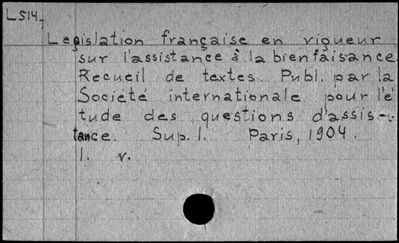 L514-
Législation française en vigueur
sur l'assistance à la bienfaisance.
Recueil de textes. Publ. par la
Société internationale pour l'é
tude des questions d'assis-
tance. Sup. 1. Paris, 1904.
1. v.